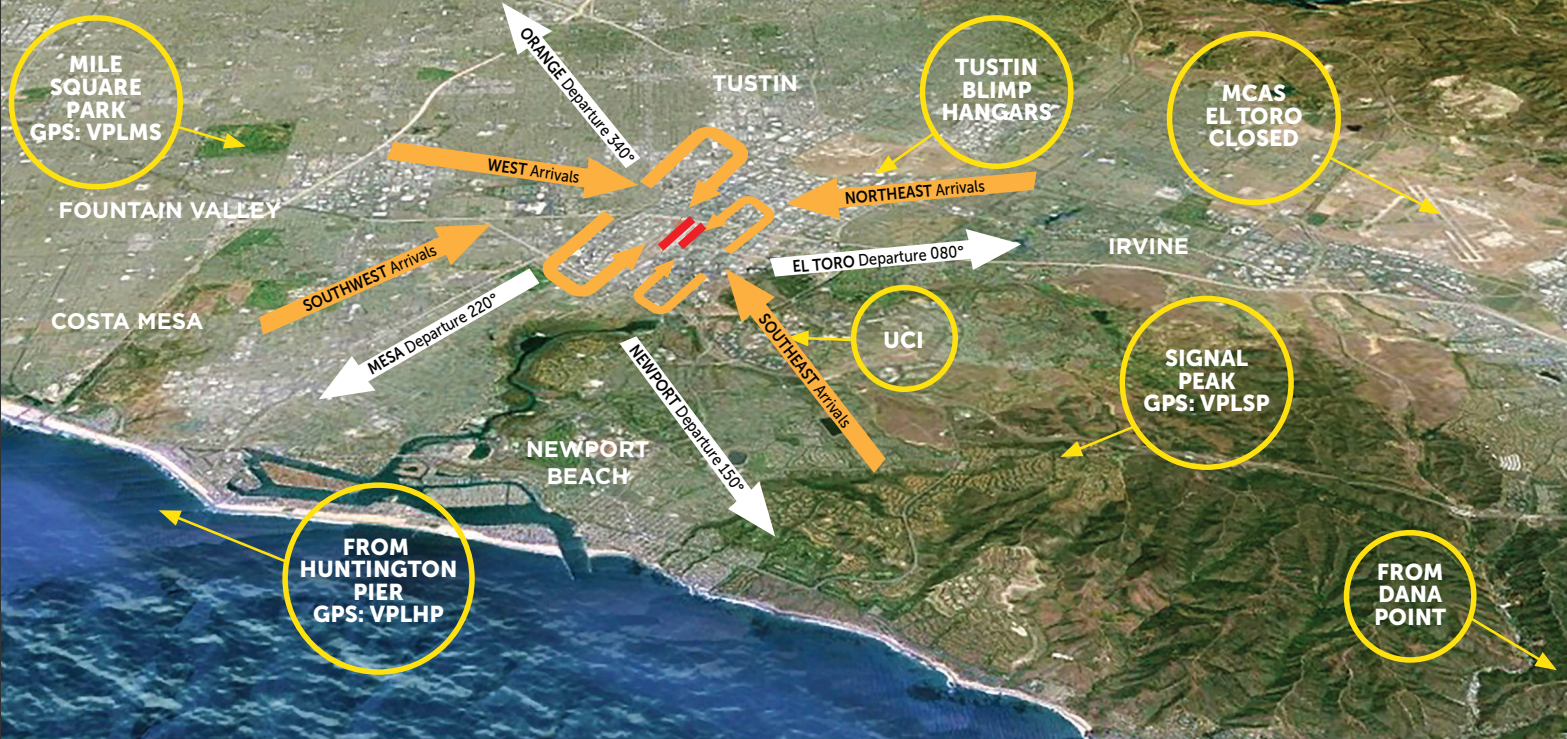 MILE
SQUARE
PARK
GPS: VPLMS
ORANGE Departure 340°
TUSTIN
TUSTIN
BLIMP
HANGARS
MCAS
EL TORO
CLOSED
WEST Arrivals
NORTHEAST Arrivals
FOUNTAIN VALLEY
SOUTHWEST Arrivals
EL TORO Departure 080°
IRVINE
COSTA MESA
MESA Departure 220°
UCI
SOUTHEAST Arrivals
NEWPORT Departure 150°
SIGNAL
PEAK
GPS: VPLSP
NEWPORT
BEACH
FROM
HUNTINGTON
PIER
GPS: VPLHP
FROM
DANA
POINT